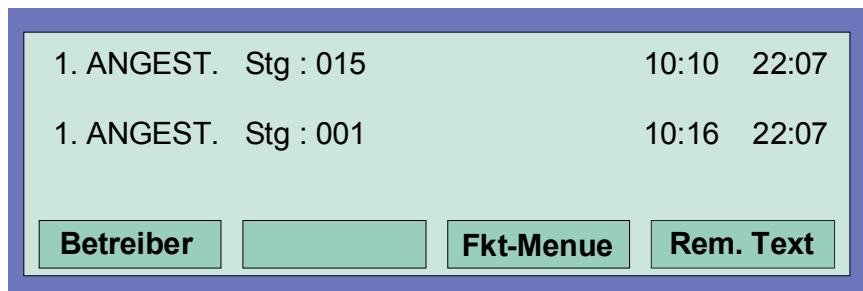 1. ANGEST. Stg : 015 10:10 22:07
1. ANGEST. Stg : 001 10:16 22:07
Betreiber Fkt-Menue Rem. Text